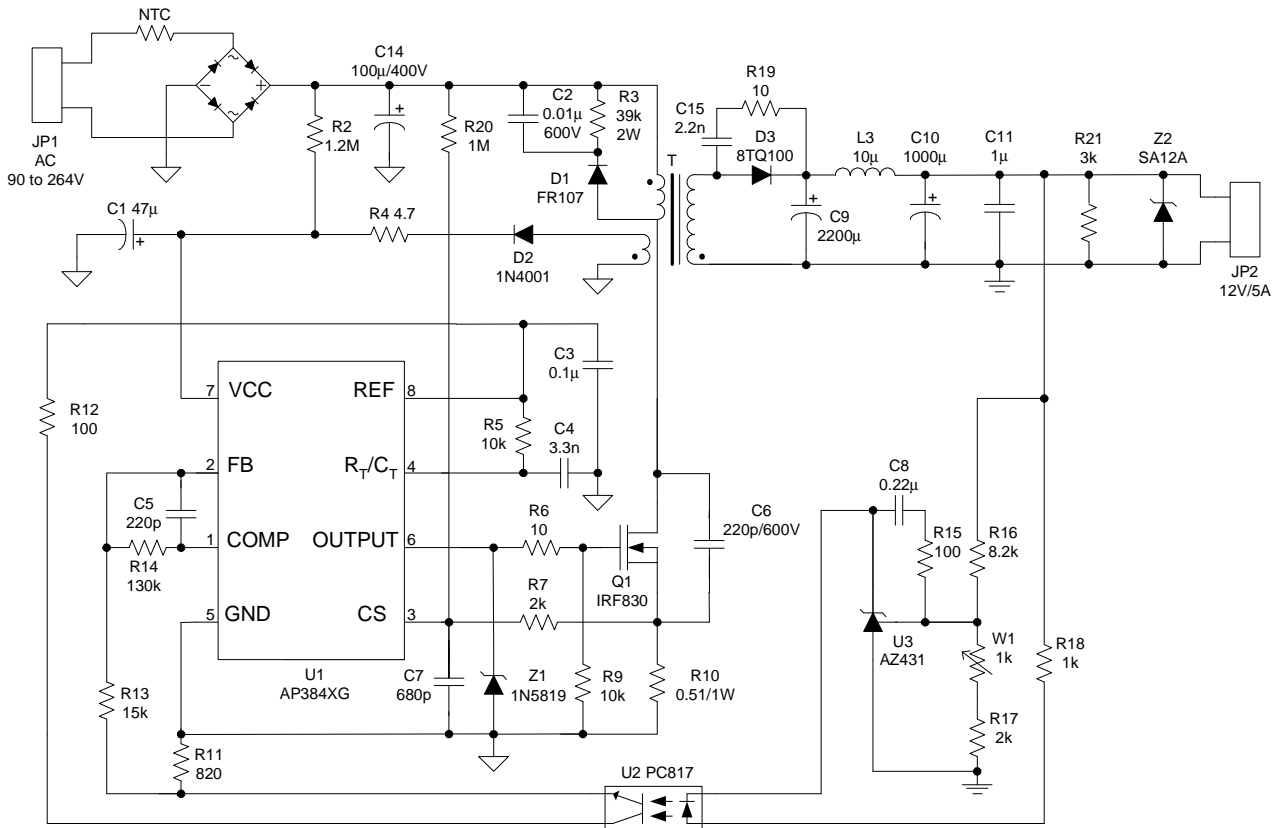 NTC
JP1
AC
90 to 264V
C14
100μ/400V
R2
1.2M
R20
1M
C2
0.01μ
600V
R3
39k
2W
D1
FR107
T
C15
2.2n
R19
10
D3
8TQ100
L3
10μ
C9
2200μ
C10
1000μ
C11
1μ
R21
3k
Z2
SA12A
JP2
12V/5A
C1 47μ
R4 4.7
D2
1N4001
C3
0.1μ
R12
100
7 VCC
REF 8
2 FB
RT/CT 4
1 COMP
OUTPUT 6
5 GND
CS 3
U1
AP384XG
R5
10k
C4
3.3n
C5
220p
R14
130k
R6
10
Q1
IRF830
C6
220p/600V
R7
2k
C7
680p
Z1
1N5819
R9
10k
R10
0.51/1W
R13
15k
R11
820
U2 PC817
C8
0.22μ
R15
100
R16
8.2k
U3
AZ431
W1
1k
R18
1k
R17
2k